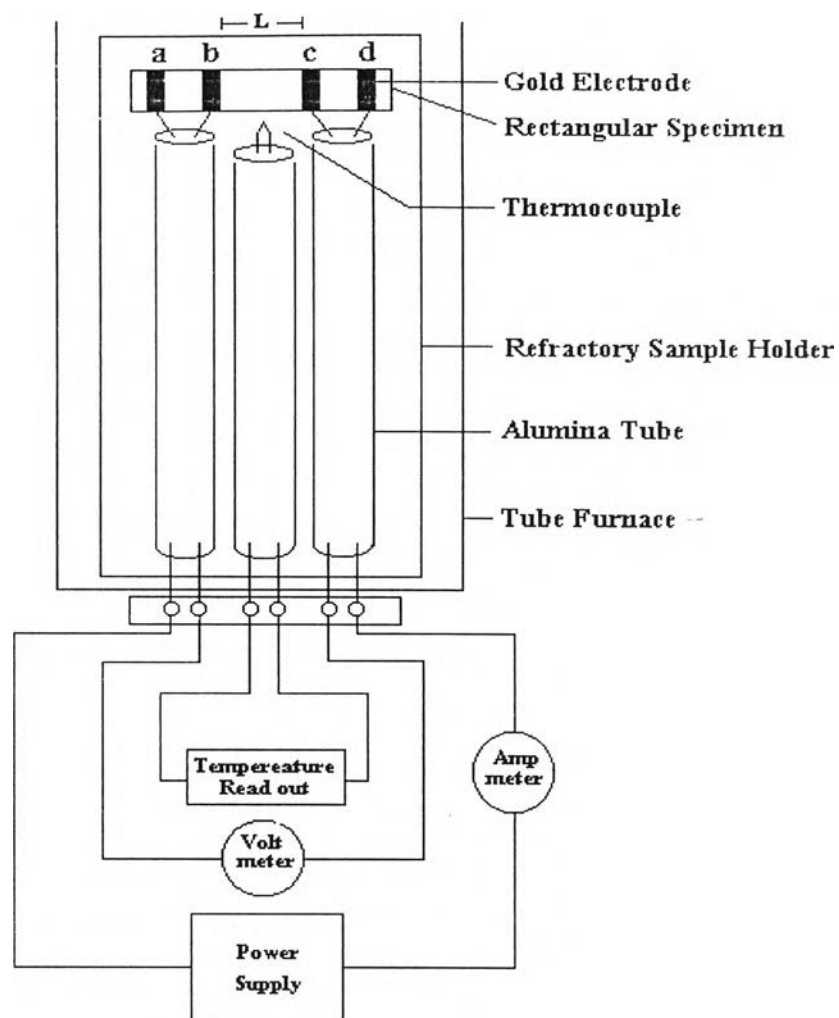 L
a b c d
Gold Electrode
Rectangular Specimen
Thermocouple
Refractory Sample Holder
Alumina Tube
Tube Furnace
Tempereature
Read out
Amp
meter
Volt
meter
Power
Supply